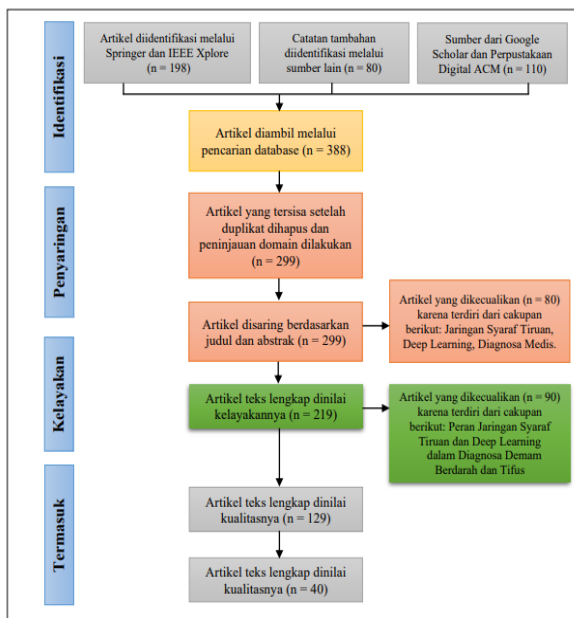 Identifikasi
Artikel diidentifikasi melalui
Springer dan IEEE Xplore
(n = 198)
Catatan tambahan
diidentifikasi melalui
sumber lain (n = 80)
Sumber dari Google
Scholar dan Perpustakaan
Digital ACM (n = 110)
Artikel diambil melalui
pencarian database (n = 388)
Penyaringan
Artikel yang tersisa setelah
duplikat dihapus dan
peninjauan domain dilakukan
(n = 299)
Artikel disaring berdasarkan
judul dan abstrak (n = 299)
Artikel yang dikecualikan (n = 80)
karena terdiri dari cakupan
berikut: Jaringan Syaraf Tiruan,
Deep Learning, Diagnosa Medis.
Kelayakan
Artikel teks lengkap dinilai
kelayakannya (n = 219)
Artikel yang dikecualikan (n = 90)
karena terdiri dari cakupan
berikut: Peran Jaringan Syaraf
Tiruan dan Deep Learning
dalam Diagnosa Demam
Berdarah dan Tifus
Termasuk
Artikel teks lengkap dinilai
kualitasnya (n = 129)
Artikel teks lengkap dinilai
kualitasnya (n = 40)